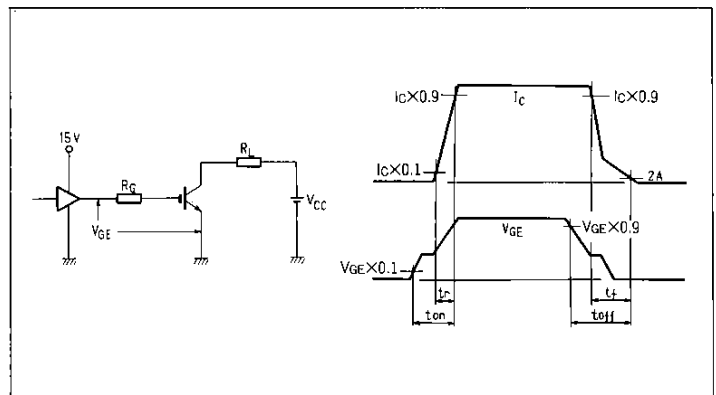 15V
RG
RL
VCC
VGE
IC×0.9
IC
IC×0.9
IC×0.1
2A
VGE
VGE×0.9
VGE×0.1
tr
tf
ton
toff